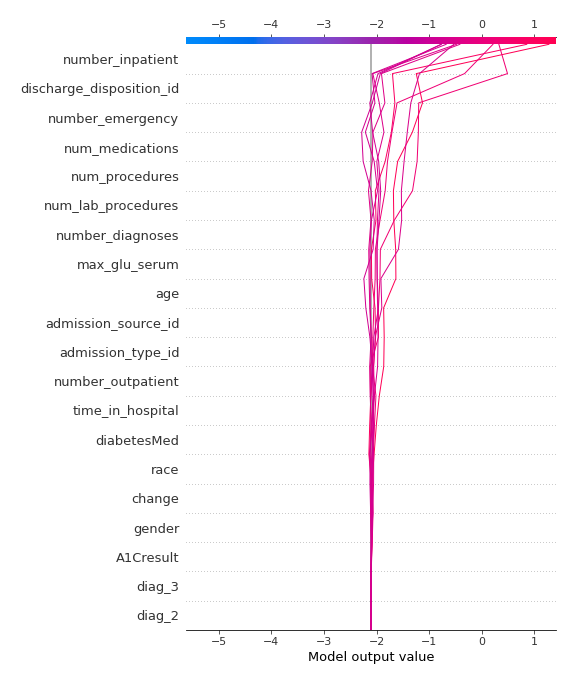 −5 −4 −3 −2 −1 0 1
number_inpatient
discharge_disposition_id
number_emergency
num_medications
num_procedures
num_lab_procedures
number_diagnoses
max_glu_serum
age
admission_source_id
admission_type_id
number_outpatient
time_in_hospital
diabetesMed
race
change
gender
A1Cresult
diag_3
diag_2
−5 −4 −3 −2 −1 0 1
Model output value